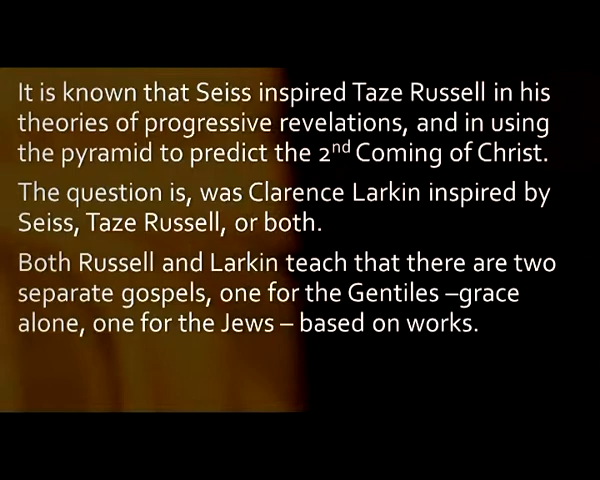 It is known that Seiss inspired Taze Russell in his
theories of progressive revelations, and in using
the pyramid to predict the 2nd Coming of Christ.
The question is, was Clarence Larkin inspired by
Seiss, Taze Russell, or both.
Both Russell and Larkin teach that there are two
separate gospels, one for the Gentiles –grace
alone, one for the Jews – based on works.